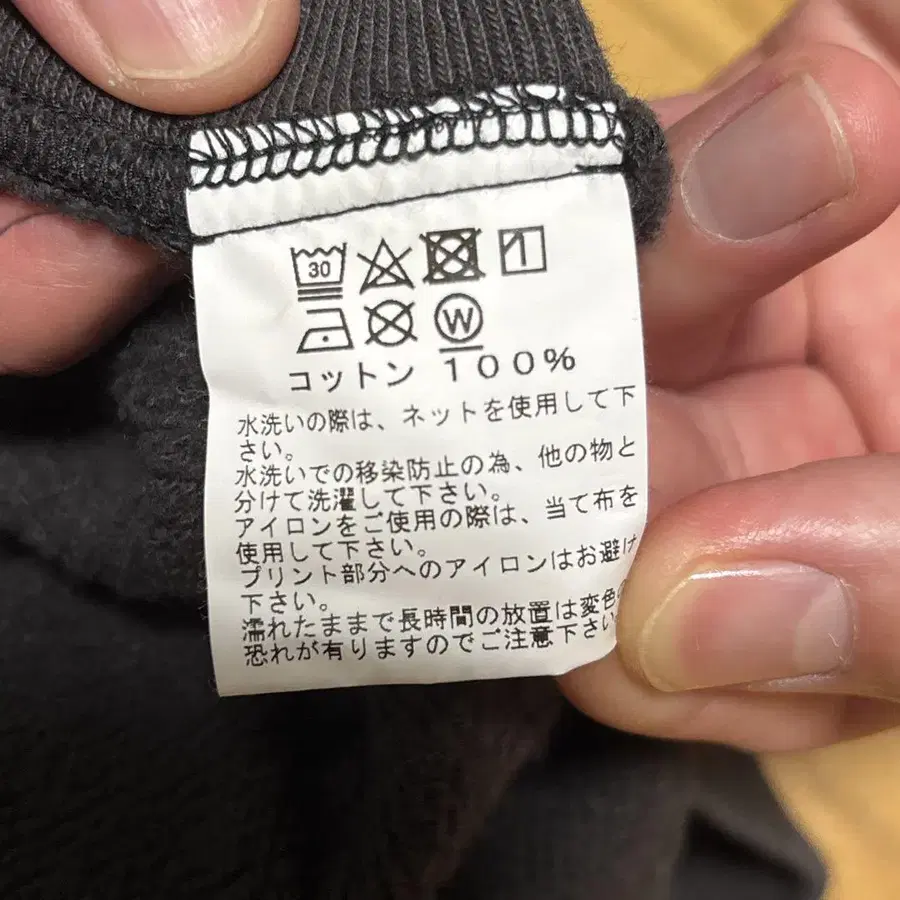 30
W
コットン 100%
水洗いの際は、ネットを使用して下
さい。
水洗いでの移染防止の為、他の物と
分けて洗濯して下さい。
アイロンをご使用の際は、当て布を
使用して下さい。
プリント部分へのアイロンはお避け
下さい。
濡れたままで長時間の放置は変色の
恐れが有りますのでご注意下さい